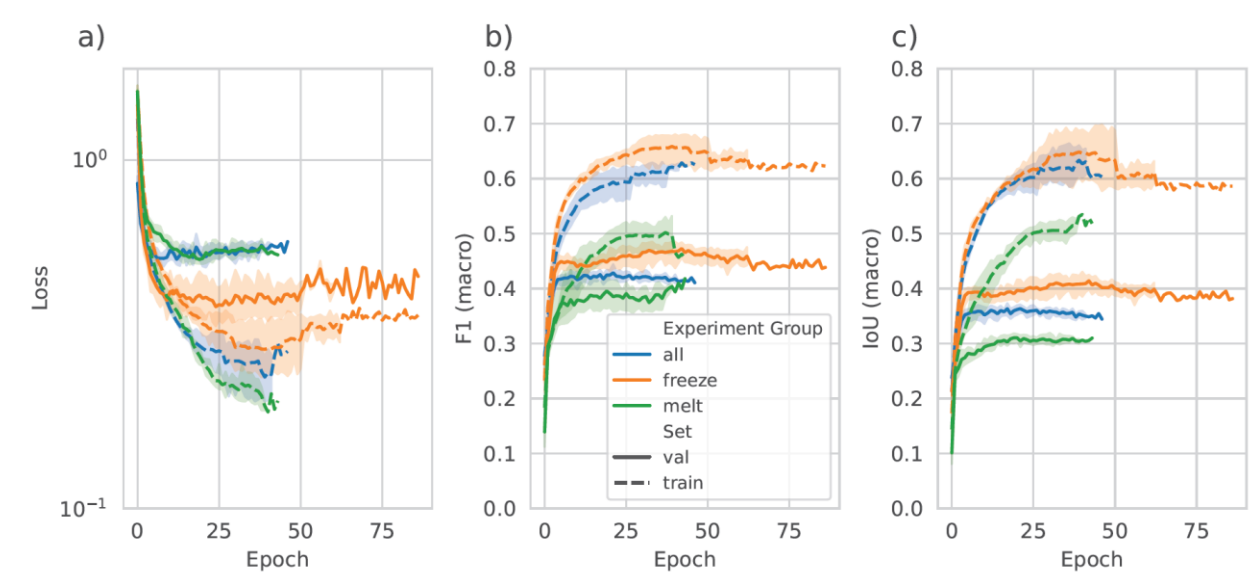 a)
b)
c)
Loss
10⁰
10⁻¹
0 25 50 75
Epoch
F1 (macro)
0.8
0.7
0.6
0.5
0.4
0.3
0.2
0.1
0.0
0 25 50 75
Epoch
Experiment Group
all
freeze
melt
Set
val
train
IoU (macro)
0.8
0.7
0.6
0.5
0.4
0.3
0.2
0.1
0.0
0 25 50 75
Epoch